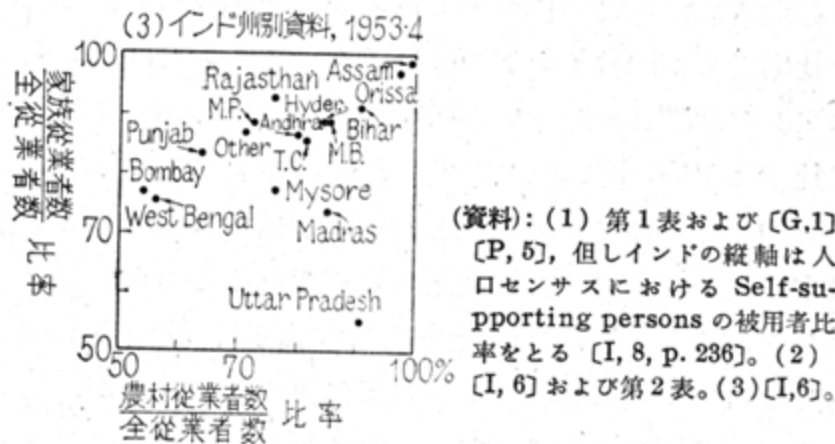 (3)インド州別資料, 1953·4
100
70
50
家族従業者数
全従業者数
比率
Assam
Rajasthan
Orissa
M.P.
Hyder.
Andhra
Bihar
Punjab
Other
T.C.
M.B.
Bombay
Mysore
West Bengal
Madras
Uttar Pradesh
50
70
100%
農村従業者数
全従業者数
比率
(資料): (1) 第1表および〔G,1〕
〔P, 5〕, 但しインドの縦軸は人
口センサスにおける Self-su-
pporting persons の被用者比
率をとる〔I, 8, p. 236〕。(2)
〔I, 6〕および第2表。(3)〔I,6〕。